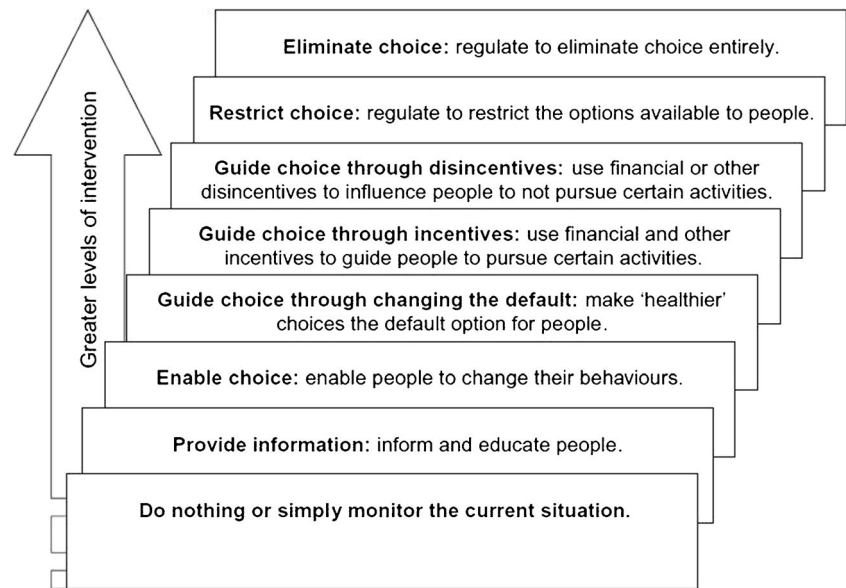 Eliminate choice: regulate to eliminate choice entirely.
Restrict choice: regulate to restrict the options available to people.
Guide choice through disincentives: use financial or other
disincentives to influence people to not pursue certain activities.
Guide choice through incentives: use financial and other
incentives to guide people to pursue certain activities.
Guide choice through changing the default: make ‘healthier’
choices the default option for people.
Enable choice: enable people to change their behaviours.
Provide information: inform and educate people.
Do nothing or simply monitor the current situation.
Greater levels of intervention